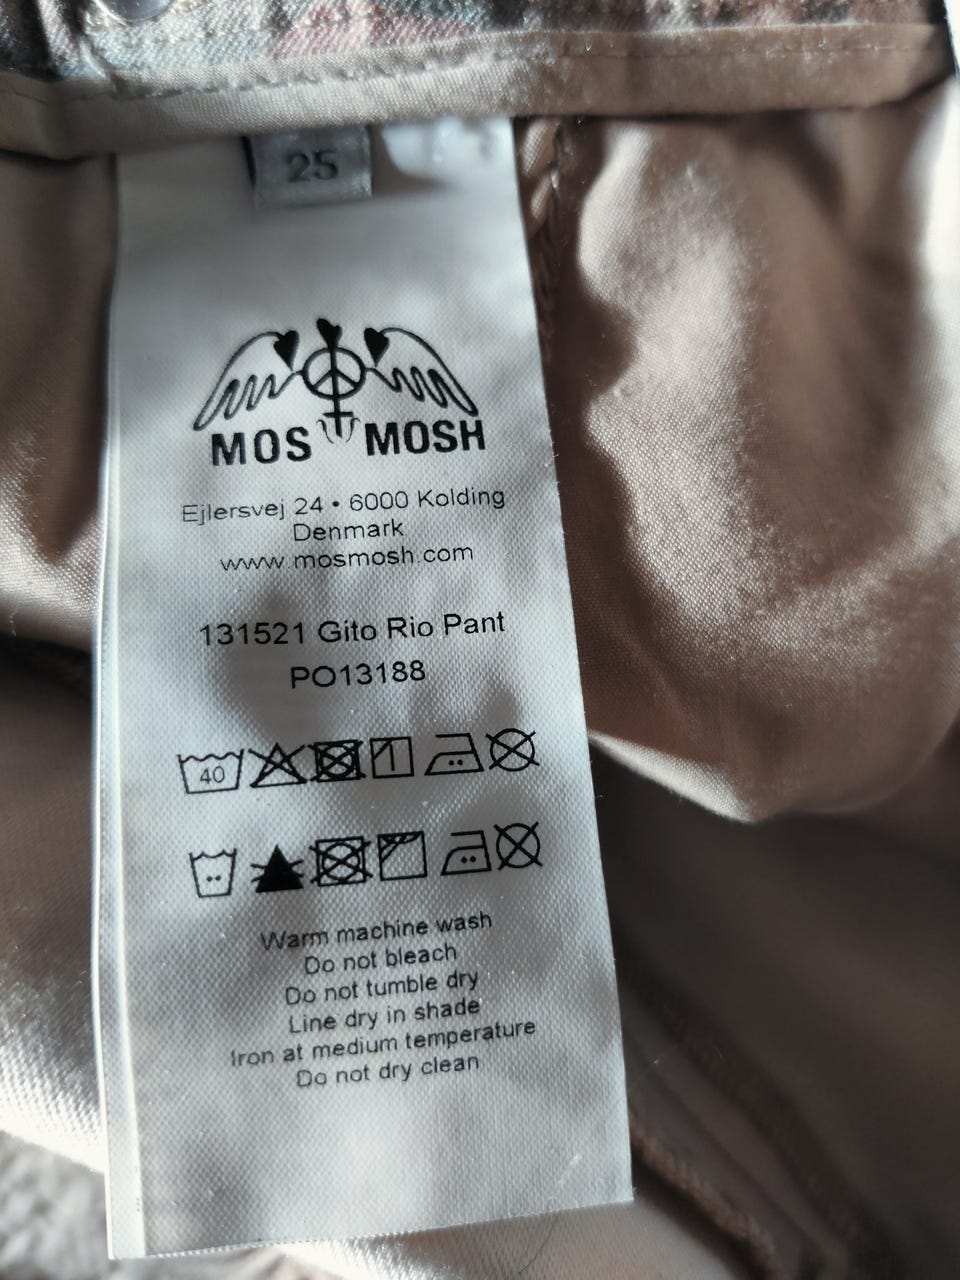 25
MOS MOSH
Ejlersvej 24 • 6000 Kolding
Denmark
www.mosmosh.com
131521 Gito Rio Pant
PO13188
40
Warm machine wash
Do not bleach
Do not tumble dry
Line dry in shade
Iron at medium temperature
Do not dry clean